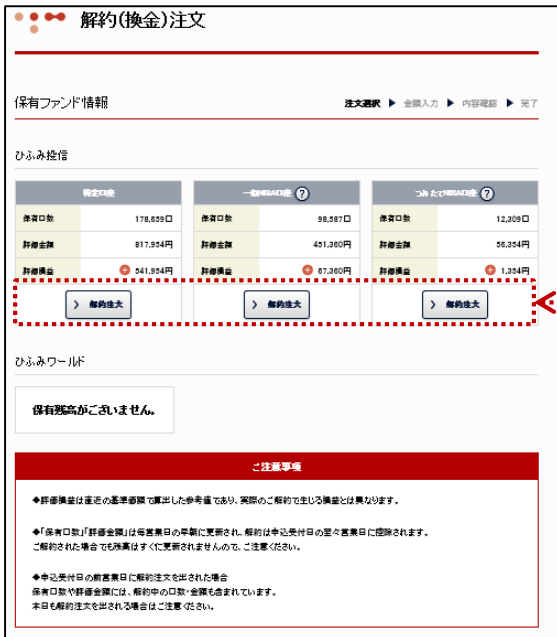 解約(換金)注文
保有ファンド情報
注文選択 ▶ 金額入力 ▶ 内容確認 ▶ 完了
ひふみ投信
特定口座
一般NISA口座 ?
つみたてNISA口座 ?
保有口数 178,659口 保有口数 98,587口 保有口数 12,309口
評価金額 817,954円 評価金額 451,360円 評価金額 56,354円
評価損益 + 541,954円 評価損益 + 67,360円 評価損益 + 1,354円
解約注文 解約注文 解約注文
ひふみワールド
保有残高がございません。
ご注意事項
◆評価損益は直近の基準価額で算出した参考値であり、実際のご解約で生じる損益とは異なります。
◆「保有口数」「評価金額」は毎営業日の早朝に更新され、解約は申込受付日の翌々営業日に控除されます。
ご解約された場合でも残高はすぐに更新されませんので、ご注意ください。
◆申込受付日の前営業日に解約注文を出された場合
保有口数や評価金額には、解約中の口数・金額も含まれています。
本日も解約注文を出される場合はご注意ください。